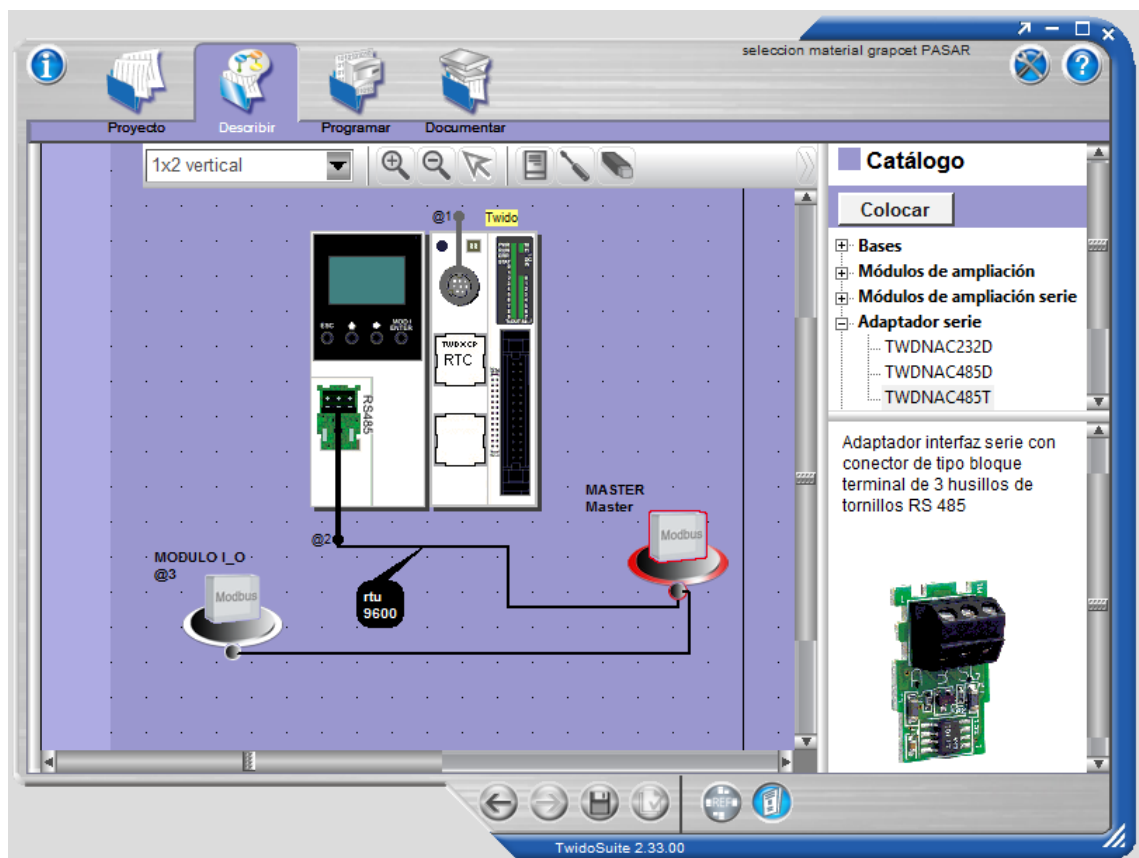 seleccion material grapcet PASAR
Proyecto
Describir
Programar
Documentar
1x2 vertical
Catálogo
Colocar
Bases
Módulos de ampliación
Módulos de ampliación serie
Adaptador serie
TWDNAC232D
TWDNAC485D
TWDNAC485T
@1
Twido
ESC
MOD/
ENTER
TWDXCP
RTC
RS485
@2
MASTER
Master
Modbus
MODULO I_O
@3
Modbus
rtu
9600
Adaptador interfaz serie con
conector de tipo bloque
terminal de 3 husillos de
tornillos RS 485
REF
TwidoSuite 2.33.00